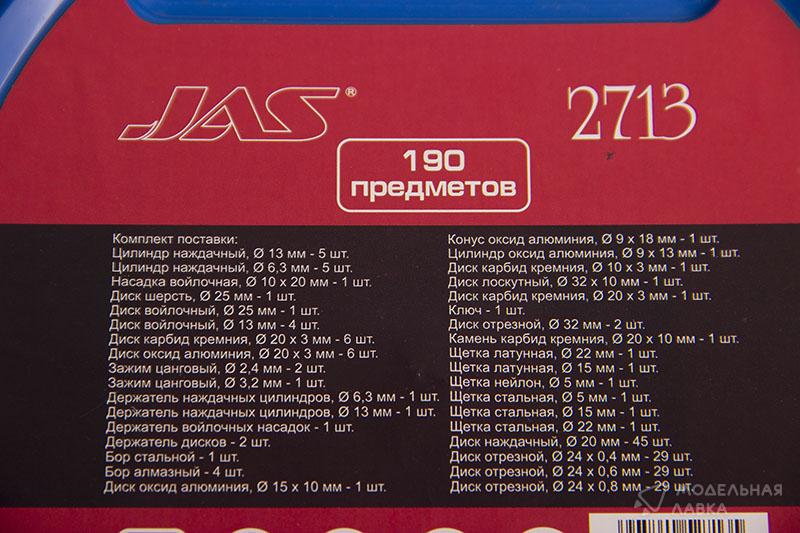 JAS®
2713
190
предметов
Комплект поставки:
Цилиндр наждачный, Ø 13 мм - 5 шт.
Цилиндр наждачный, Ø 6,3 мм - 5 шт.
Насадка войлочная, Ø 10 x 20 мм - 1 шт.
Диск шерсть, Ø 25 мм - 1 шт.
Диск войлочный, Ø 25 мм - 1 шт.
Диск войлочный, Ø 13 мм - 4 шт.
Диск карбид кремния, Ø 20 x 3 мм - 6 шт.
Диск оксид алюминия, Ø 20 x 3 мм - 6 шт.
Зажим цанговый, Ø 2,4 мм - 2 шт.
Зажим цанговый, Ø 3,2 мм - 1 шт.
Держатель наждачных цилиндров, Ø 6,3 мм - 1 шт.
Держатель наждачных цилиндров, Ø 13 мм - 1 шт.
Держатель войлочных насадок - 1 шт.
Держатель дисков - 2 шт.
Бор стальной - 1 шт.
Бор алмазный - 4 шт.
Диск оксид алюминия, Ø 15 x 10 мм - 1 шт.
Конус оксид алюминия, Ø 9 x 18 мм - 1 шт.
Цилиндр оксид алюминия, Ø 9 x 13 мм - 1 шт.
Диск карбид кремния, Ø 10 x 3 мм - 1 шт.
Диск лоскутный, Ø 32 x 10 мм - 1 шт.
Диск карбид кремния, Ø 20 x 3 мм - 1 шт.
Ключ - 1 шт.
Диск отрезной, Ø 32 мм - 2 шт.
Камень карбид кремния, Ø 20 x 10 мм - 1 шт.
Щетка латунная, Ø 22 мм - 1 шт.
Щетка латунная, Ø 15 мм - 1 шт.
Щетка нейлон, Ø 5 мм - 1 шт.
Щетка стальная, Ø 5 мм - 1 шт.
Щетка стальная, Ø 15 мм - 1 шт.
Щетка стальная, Ø 22 мм - 1 шт.
Диск наждачный, Ø 20 мм - 45 шт.
Диск отрезной, Ø 24 x 0,4 мм - 29 шт.
Диск отрезной, Ø 24 x 0,6 мм - 29 шт.
Диск отрезной, Ø 24 x 0,8 мм - 29 шт.
МОДЕЛЬНАЯ
ЛАВКА